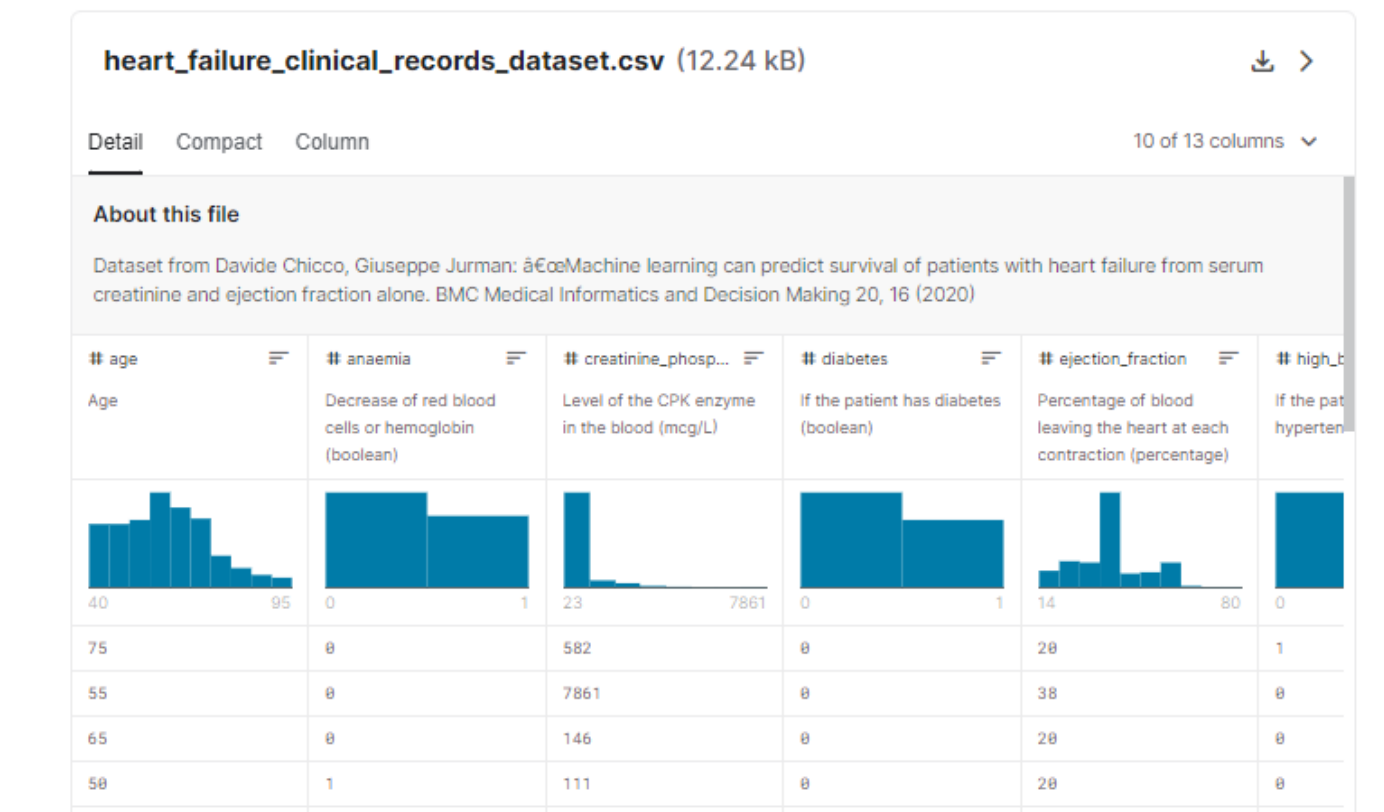 heart_failure_clinical_records_dataset.csv (12.24 kB)
Detail Compact Column 10 of 13 columns
About this file
Dataset from Davide Chicco, Giuseppe Jurman: â€œMachine learning can predict survival of patients with heart failure from serum
creatinine and ejection fraction alone. BMC Medical Informatics and Decision Making 20, 16 (2020)
# age # anaemia # creatinine_phosp... # diabetes # ejection_fraction # high_b
Age Decrease of red blood Level of the CPK enzyme If the patient has diabetes Percentage of blood If the pat
cells or hemoglobin in the blood (mcg/L) (boolean) leaving the heart at each hyperten
(boolean) contraction (percentage)
40 95 0 1 23 7861 0 1 14 80 0
75 0 582 0 20 1
55 0 7861 0 38 0
65 0 146 0 20 0
50 1 111 0 20 0